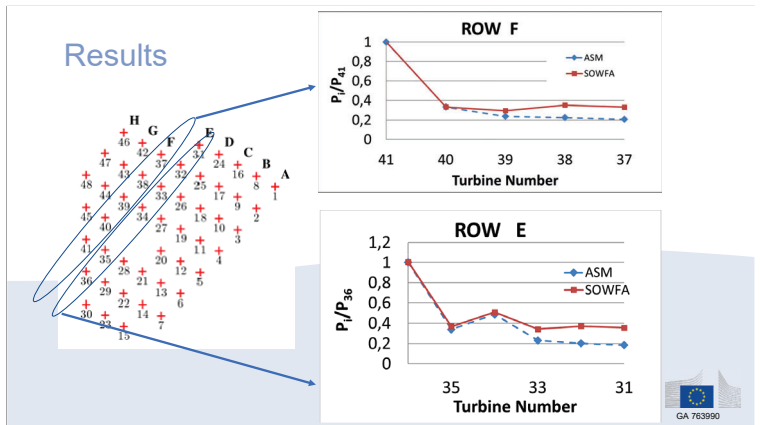 Results
H
46
G
47
42
F
E
37
31
D
48
43
32
24
C
38
25
16
B
45
39
33
17
8
A
40
34
26
9
1
41
27
18
10
2
35
19
3
36
28
20
11
4
29
21
12
5
30
22
13
6
23
14
7
15
ROW F
Pi/P41
1
0,8
0,6
0,4
0,2
0
ASM
SOWFA
41 40 39 38 37
Turbine Number
ROW E
Pi/P36
1,2
1
0,8
0,6
0,4
0,2
0
ASM
SOWFA
35 33 31
Turbine Number
GA 763990